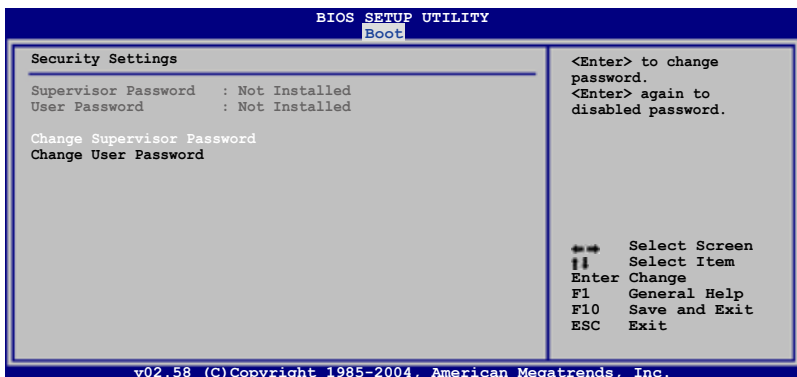 BIOS SETUP UTILITY
Boot
Security Settings
Supervisor Password : Not Installed
User Password : Not Installed
Change Supervisor Password
Change User Password
<Enter> to change
password.
<Enter> again to
disabled password.
←→ Select Screen
↑↓ Select Item
Enter Change
F1 General Help
F10 Save and Exit
ESC Exit
v02.58 (C)Copyright 1985-2004, American Megatrends, Inc.